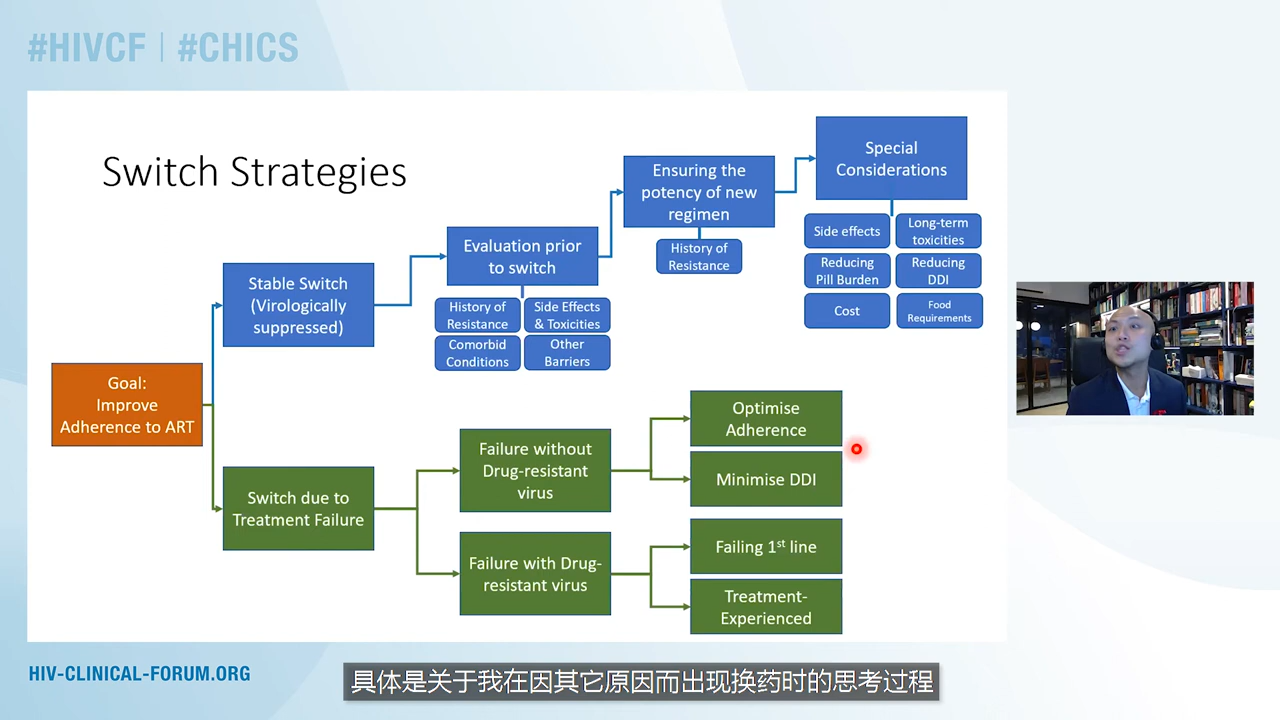 #HIVCF | #CHICS
Switch Strategies
Goal:
Improve
Adherence to ART
Stable Switch
(Virologically
suppressed)
Evaluation prior
to switch
History of
Resistance
Side Effects
& Toxicities
Comorbid
Conditions
Other
Barriers
Ensuring the
potency of new
regimen
History of
Resistance
Special
Considerations
Side effects
Long-term
toxicities
Reducing
Pill Burden
Reducing
DDI
Cost
Food
Requirements
Switch due to
Treatment Failure
Failure without
Drug-resistant
virus
Optimise
Adherence
Minimise DDI
Failure with Drug-
resistant virus
Failing 1st line
Treatment-
Experienced
HIV-CLINICAL-FORUM.ORG
具体是关于我在因其它原因而出现换药时的思考过程